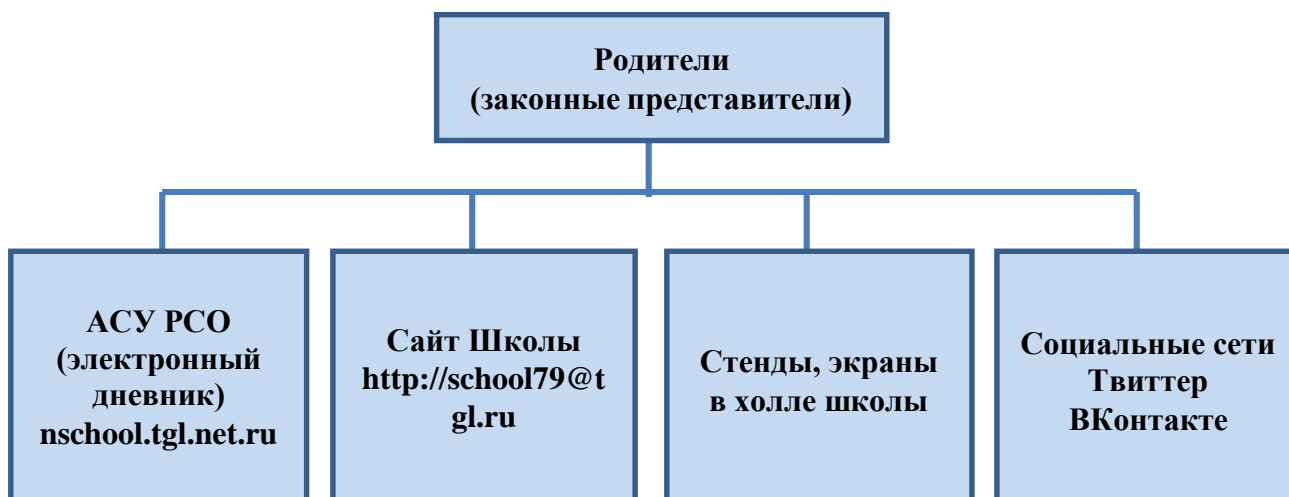 Родители
(законные представители)
АСУ РСО
(электронный
дневник)
nschool.tgl.net.ru
Сайт Школы
http://school79@t
gl.ru
Стенды, экраны
в холле школы
Социальные сети
Твиттер
ВКонтакте